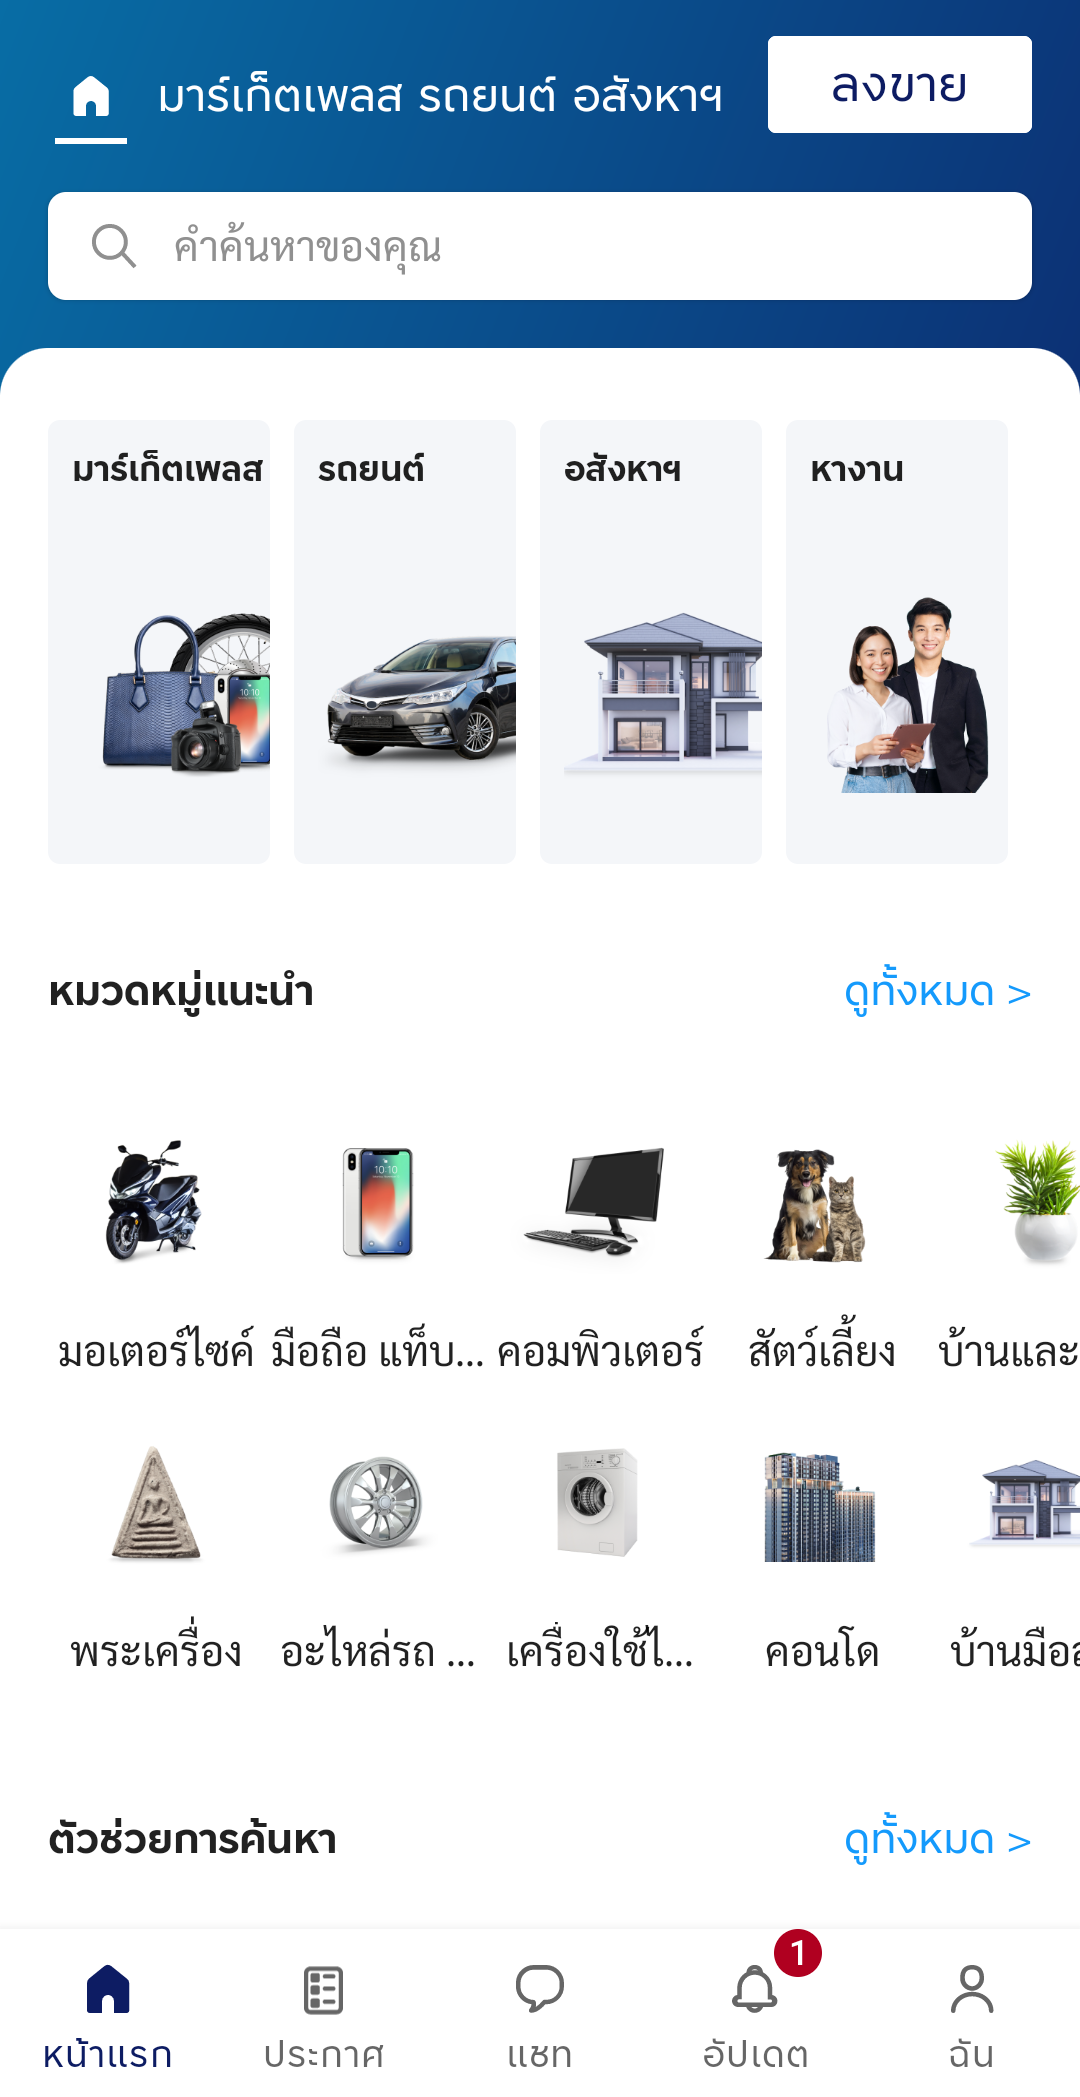 มาร์เก็ตเพลส รถยนต์ อสังหาฯ
ลงขาย
คำค้นหาของคุณ
มาร์เก็ตเพลส รถยนต์ อสังหาฯ หางาน
10:10
หมวดหมู่แนะนำ ดูทั้งหมด >
10:10
มอเตอร์ไซค์ มือถือ แท็บ... คอมพิวเตอร์ สัตว์เลี้ยง บ้านและ
พระเครื่อง อะไหล่รถ ... เครื่องใช้ไ... คอนโด บ้านมือส
ตัวช่วยการค้นหา ดูทั้งหมด >
1
หน้าแรก ประกาศ แชท อัปเดต ฉัน